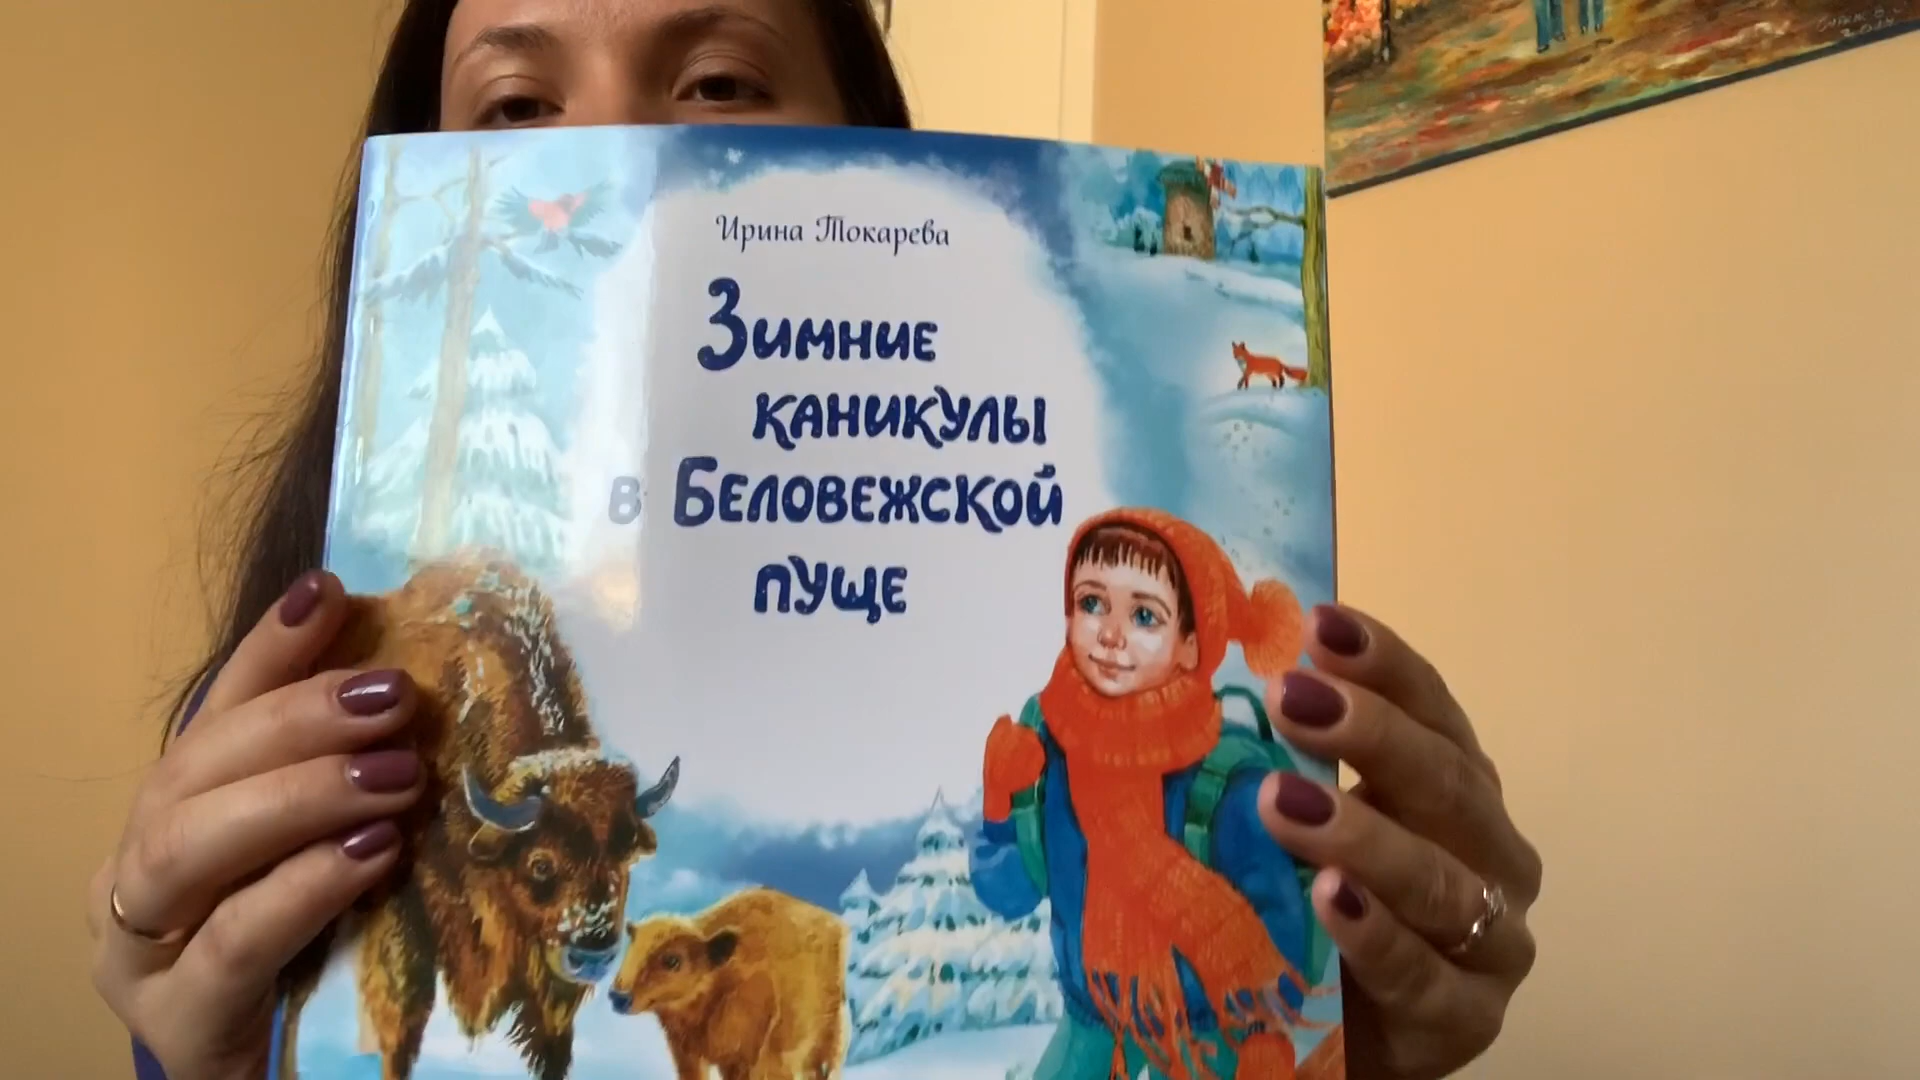 Ирина Токарева
Зимние
каникулы
в Беловежской
пуще